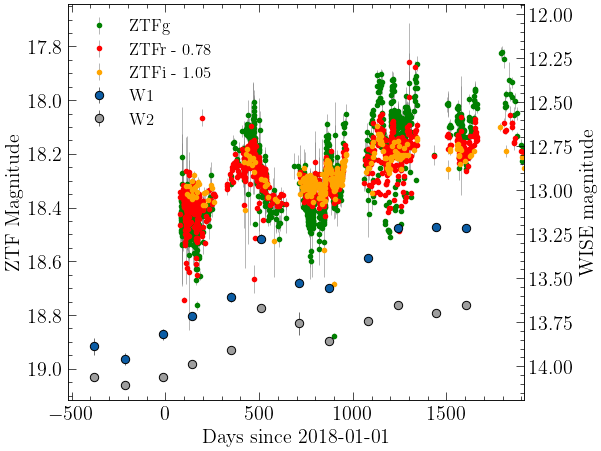 ZTFg
ZTFr - 0.78
ZTFi - 1.05
W1
W2
17.8
18.0
18.2
18.4
18.6
18.8
19.0
ZTF Magnitude
12.00
12.25
12.50
12.75
13.00
13.25
13.50
13.75
14.00
WISE magnitude
−500 0 500 1000 1500
Days since 2018-01-01